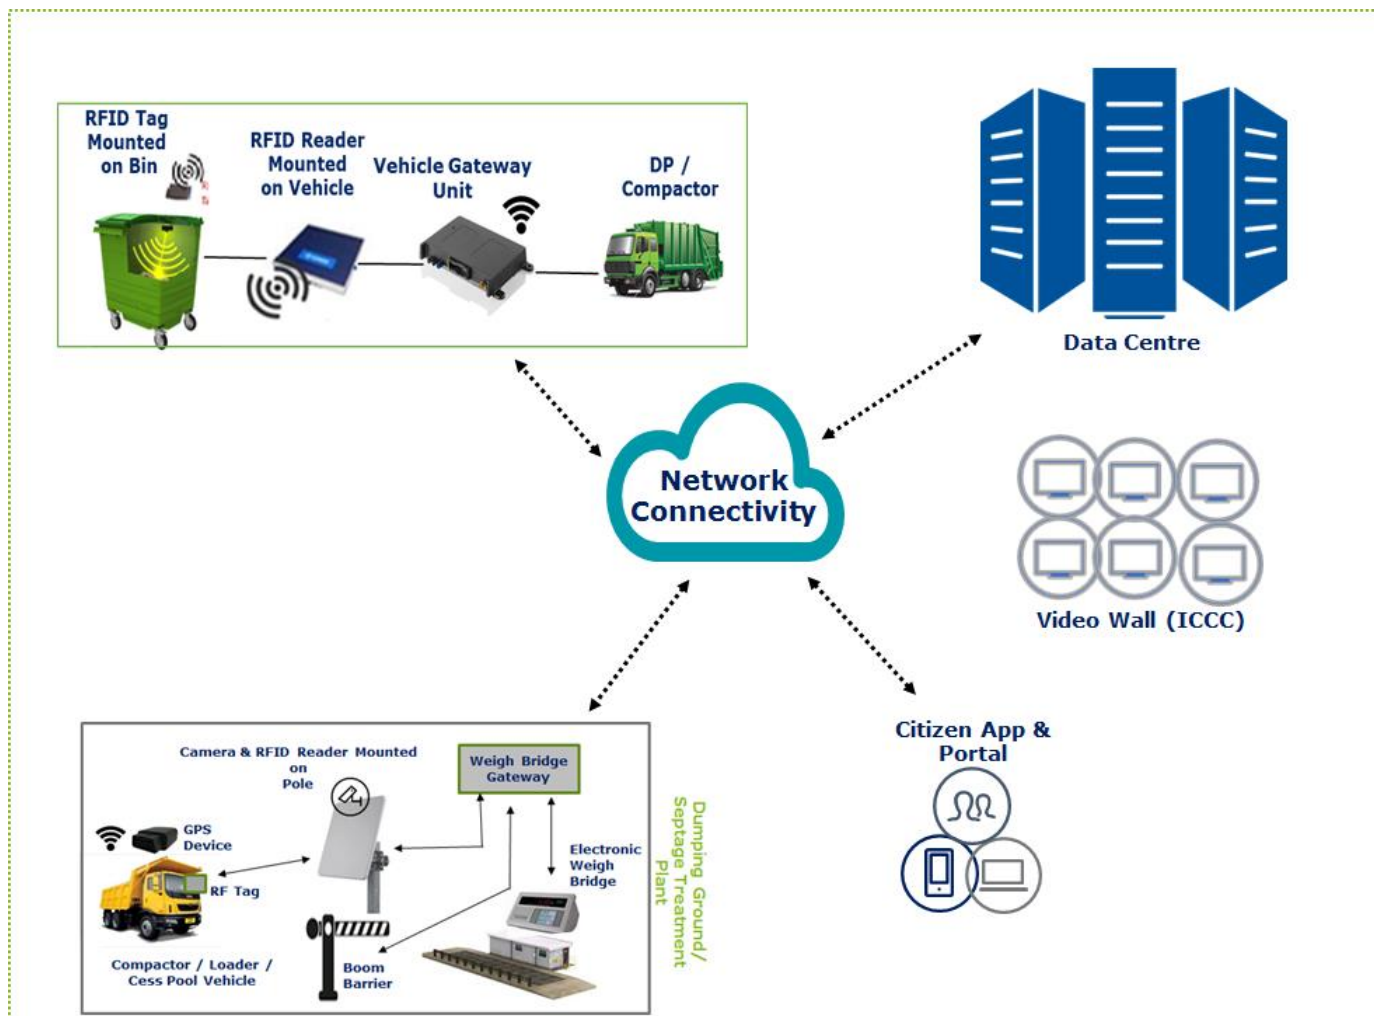 RFID Tag
Mounted
on Bin
RFID Reader
Mounted
on Vehicle
Vehicle Gateway
Unit
DP /
Compactor
Data Centre
Network
Connectivity
Video Wall (ICCC)
Citizen App &
Portal
Camera & RFID Reader Mounted
on
Pole
Weigh Bridge
Gateway
GPS
Device
RF Tag
Electronic
Weigh
Bridge
Compactor / Loader /
Cess Pool Vehicle
Boom
Barrier
Dumping Ground/
Septage Treatment
Plant